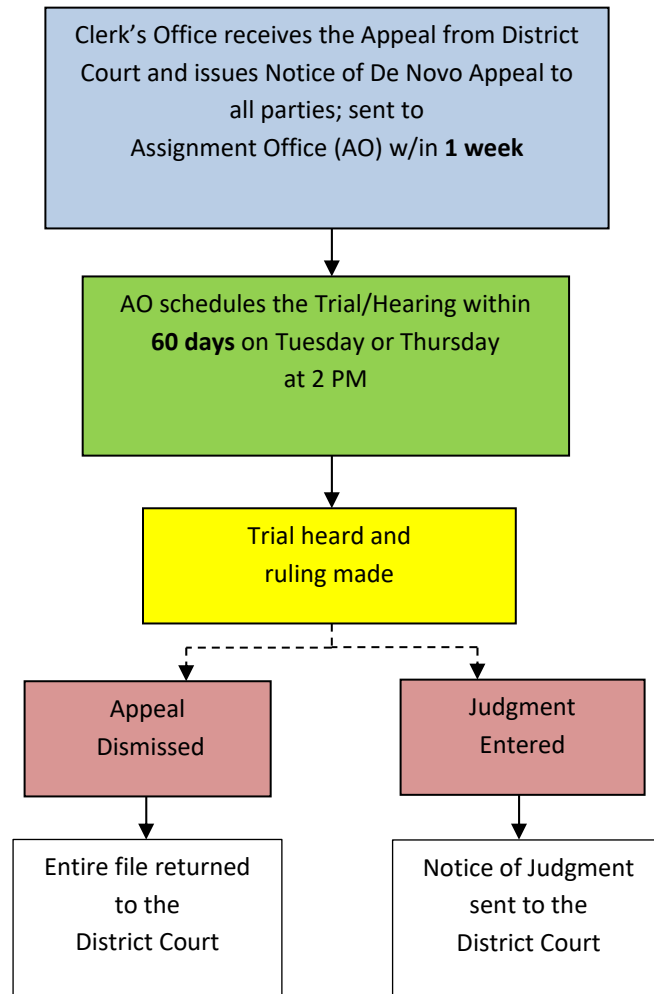 Clerk’s Office receives the Appeal from District
Court and issues Notice of De Novo Appeal to
all parties; sent to
Assignment Office (AO) w/in 1 week
AO schedules the Trial/Hearing within
60 days on Tuesday or Thursday
at 2 PM
Trial heard and
ruling made
Appeal
Dismissed
Judgment
Entered
Entire file returned
to the
District Court
Notice of Judgment
sent to the
District Court